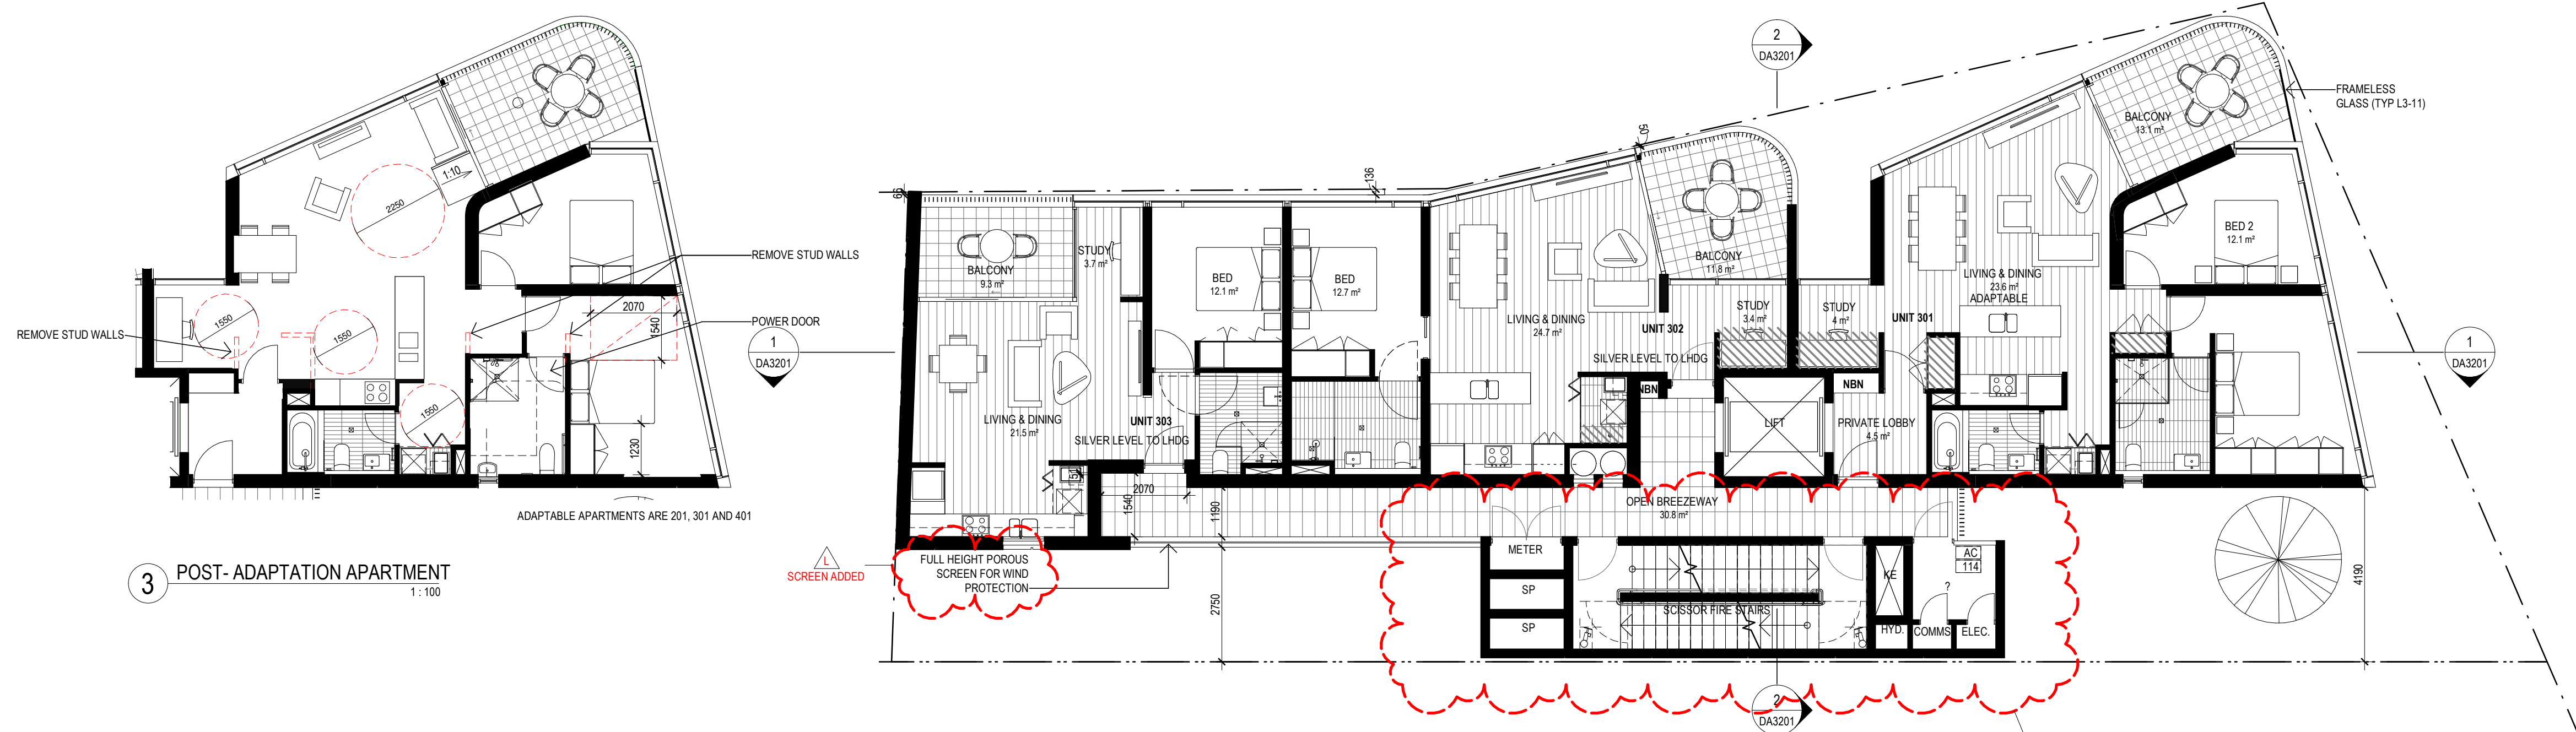 1:10
2250
1550
1550
1550
2070
1540
1230
REMOVE STUD WALLS
REMOVE STUD WALLS
POWER DOOR
ADAPTABLE APARTMENTS ARE 201, 301 AND 401
3
POST- ADAPTATION APARTMENT
1 : 100
1
DA3201
L
SCREEN ADDED
FULL HEIGHT POROUS
SCREEN FOR WIND
PROTECTION
66
BALCONY
9.3 m²
STUDY
3.7 m²
BED
12.1 m²
LIVING & DINING
21.5 m²
UNIT 303
SILVER LEVEL TO LHDG
2070
1540
1190
2750
136
BED
12.7 m²
LIVING & DINING
24.7 m²
50
BALCONY
11.8 m²
UNIT 302
STUDY
3.4 m²
SILVER LEVEL TO LHDG
NBN
LIFT
2
DA3201
STUDY
4 m²
UNIT 301
NBN
PRIVATE LOBBY
4.5 m²
LIVING & DINING
23.6 m²
ADAPTABLE
BALCONY
13.1 m²
BED 2
12.1 m²
FRAMELESS
GLASS (TYP L3-11)
1
DA3201
OPEN BREEZEWAY
30.8 m²
METER
SP
SP
SCISSOR FIRE STAIRS
KE
HYD.
COMMS
ELEC.
?
AC
114
4190
2
DA3201